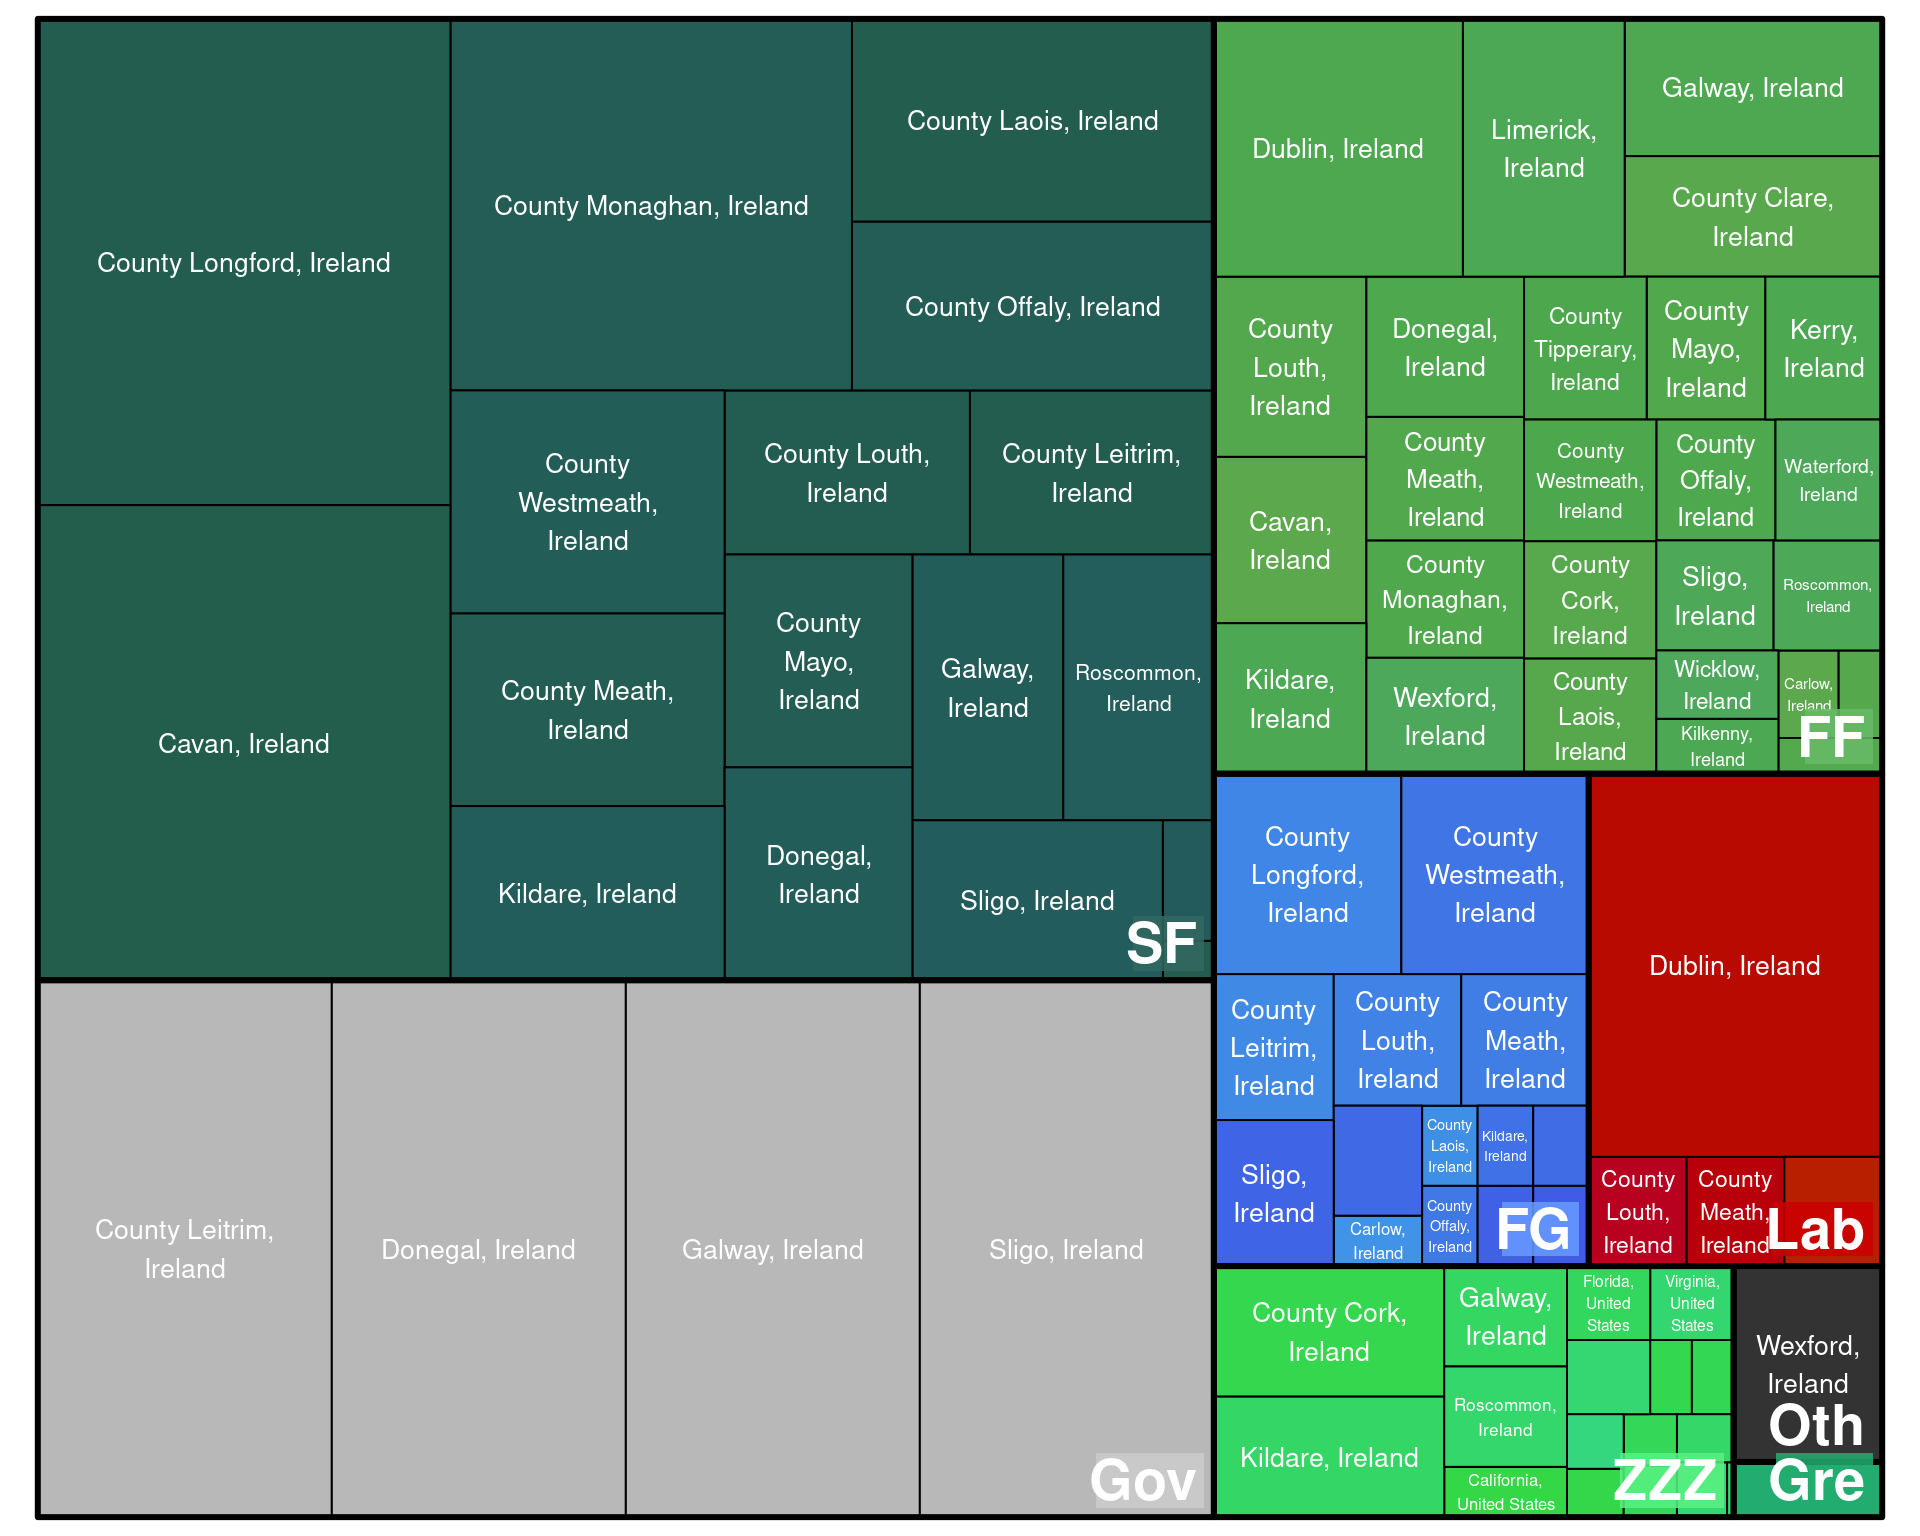 County Longford, Ireland
Cavan, Ireland
County Monaghan, Ireland
County Laois, Ireland
County Offaly, Ireland
County
Westmeath,
Ireland
County Meath,
Ireland
Kildare, Ireland
County Louth,
Ireland
County Leitrim,
Ireland
County
Mayo,
Ireland
Donegal,
Ireland
Galway,
Ireland
Roscommon,
Ireland
Sligo, Ireland
SF
County Leitrim,
Ireland
Donegal, Ireland
Galway, Ireland
Sligo, Ireland
Gov
Dublin, Ireland
Limerick,
Ireland
Galway, Ireland
County Clare,
Ireland
County
Louth,
Ireland
Cavan,
Ireland
Kildare,
Ireland
Donegal,
Ireland
County
Meath,
Ireland
County
Monaghan,
Ireland
Wexford,
Ireland
County
Tipperary,
Ireland
County
Mayo,
Ireland
Kerry,
Ireland
County
Westmeath,
Ireland
County
Offaly,
Ireland
Waterford,
Ireland
County
Cork,
Ireland
County
Laois,
Ireland
Sligo,
Ireland
Roscommon,
Ireland
Wicklow,
Ireland
Kilkenny,
Ireland
Carlow,
Ireland
FF
County
Longford,
Ireland
County
Westmeath,
Ireland
County
Leitrim,
Ireland
Sligo,
Ireland
County
Louth,
Ireland
County
Meath,
Ireland
Carlow,
Ireland
County
Laois,
Ireland
County
Offaly,
Ireland
Kildare,
Ireland
FG
Dublin, Ireland
County
Louth,
Ireland
County
Meath,
Ireland
Lab
County Cork,
Ireland
Kildare, Ireland
Galway,
Ireland
Roscommon,
Ireland
California,
United States
Florida,
United
States
Virginia,
United
States
ZZZ
Wexford,
Ireland
Oth
Gre